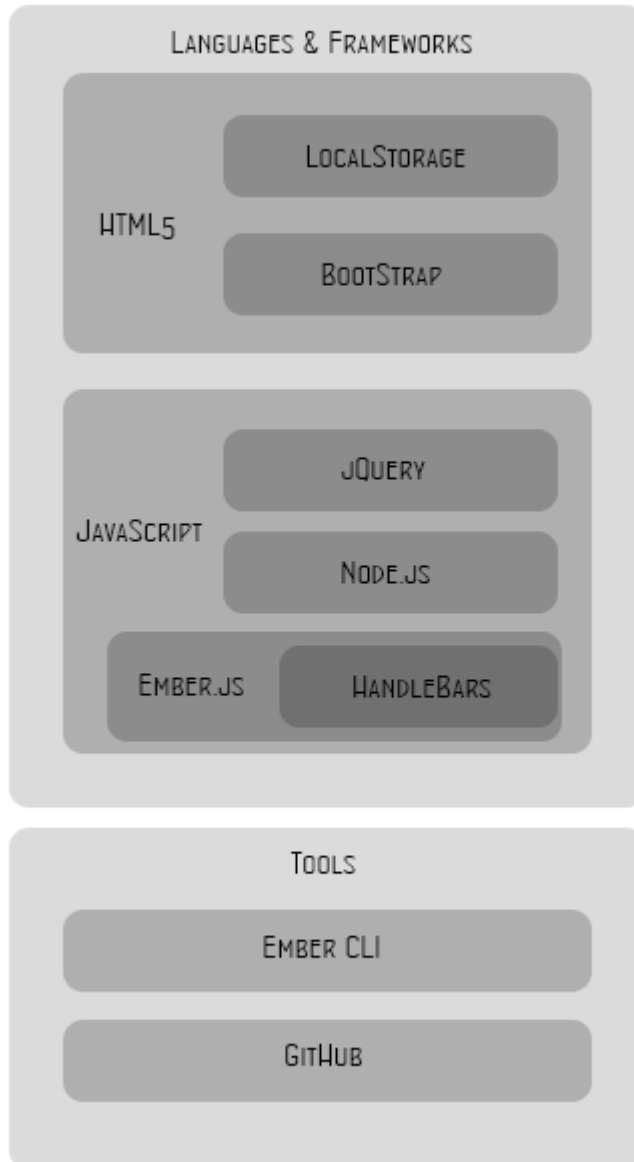 Languages & Frameworks
LocalStorage
HTML5
BootStrap
jQuery
JavaScript
Node.js
Ember.js HandleBars
Tools
Ember CLI
GitHub